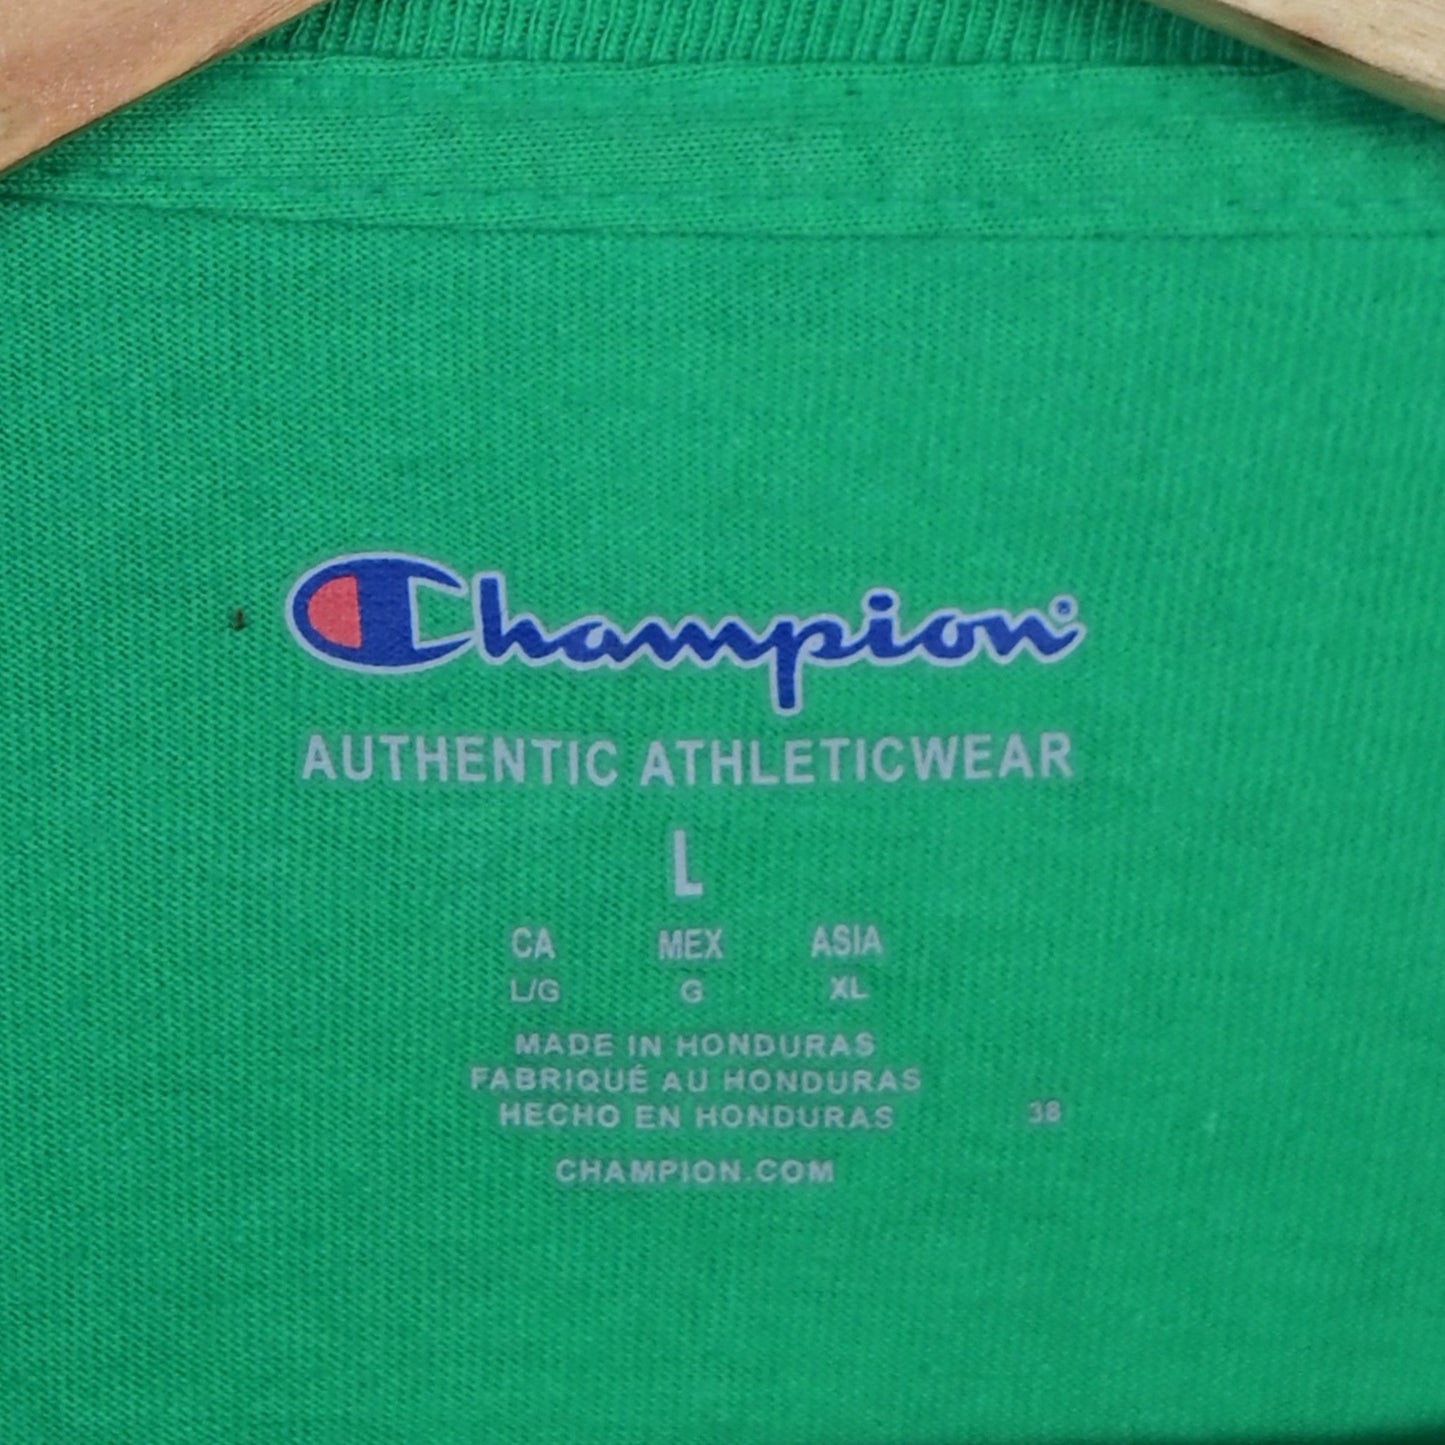 Champion®
AUTHENTIC ATHLETICWEAR
L
CA MEX ASIA
L/G G XL
MADE IN HONDURAS
FABRIQUÉ AU HONDURAS
HECHO EN HONDURAS 38
CHAMPION.COM